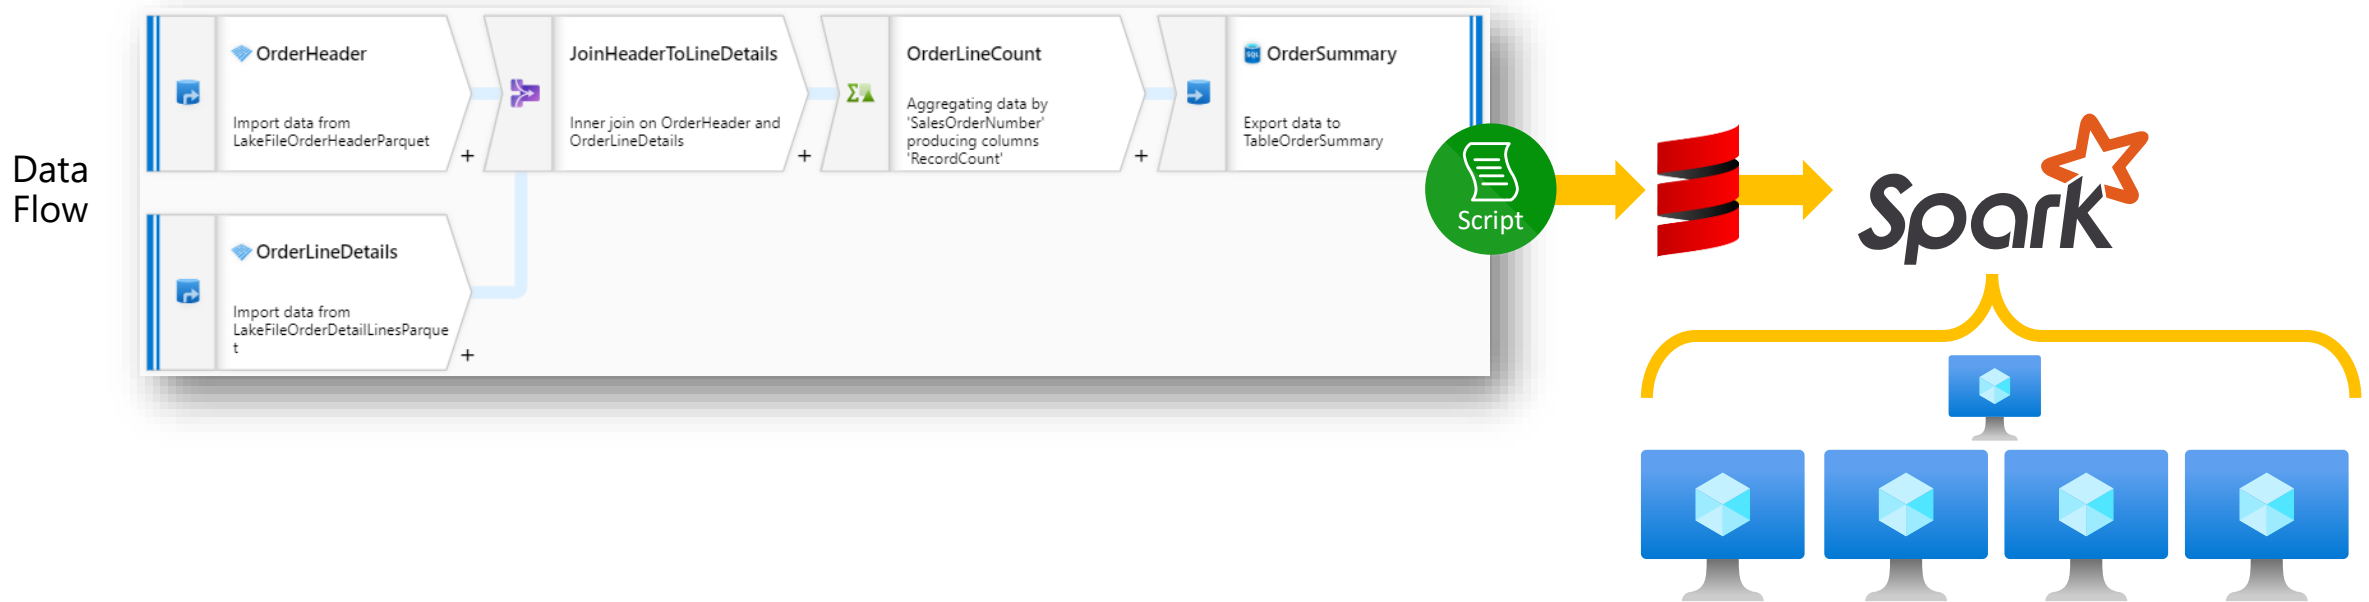 Data
Flow
OrderHeader
Import data from
LakeFileOrderHeaderParquet
+
JoinHeaderToLineDetails
Inner join on OrderHeader and
OrderLineDetails
+
OrderLineCount
Aggregating data by
'SalesOrderNumber'
producing columns
'RecordCount'
+
SQL
OrderSummary
Export data to
TableOrderSummary
OrderLineDetails
Import data from
LakeFileOrderDetailLinesParque
t
+
Script
Spark